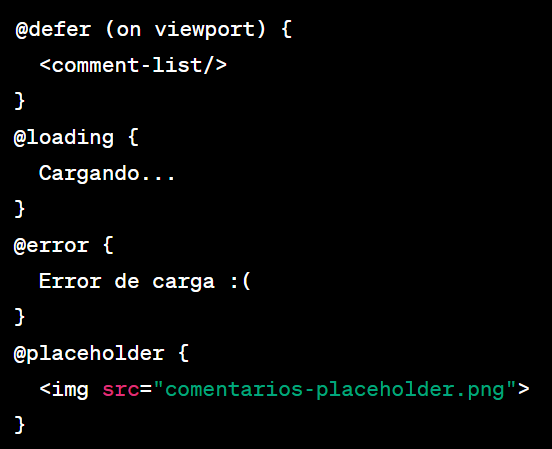 @defer (on viewport) {
  <comment-list/>
}
@loading {
  Cargando...
}
@error {
  Error de carga :(
}
@placeholder {
  <img src="comentarios-placeholder.png">
}